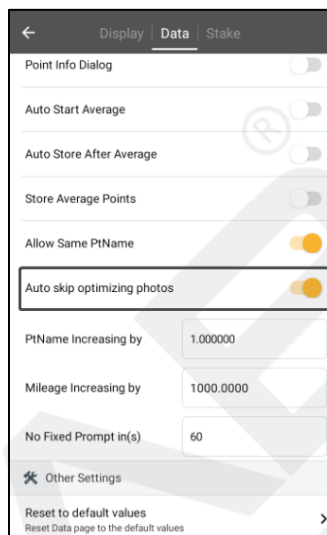 Display | Data | Stake
Point Info Dialog
Auto Start Average
Auto Store After Average
Store Average Points
Allow Same PtName
Auto skip optimizing photos
PtName Increasing by 1.000000
Mileage Increasing by 1000.0000
No Fixed Prompt in(s) 60
Other Settings
Reset to default values
Reset Data page to the default values